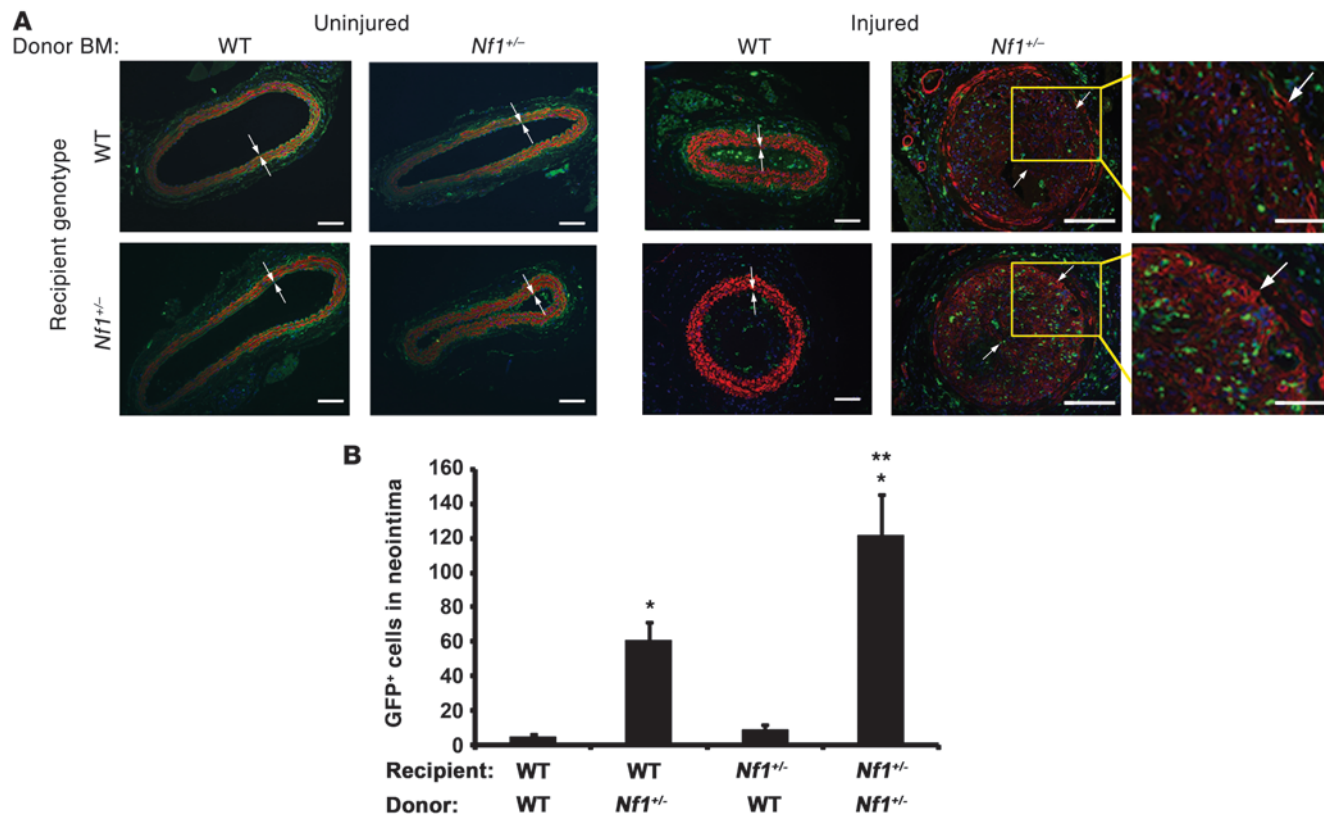 A
Uninjured
Injured
Donor BM: WT Nf1+/– WT Nf1+/–
Recipient genotype
WT
Nf1+/–
B
GFP+ cells in neointima
160
140
120
100
80
60
40
20
0
*
**
*
Recipient: WT WT Nf1+/- Nf1+/-
Donor: WT Nf1+/- WT Nf1+/-